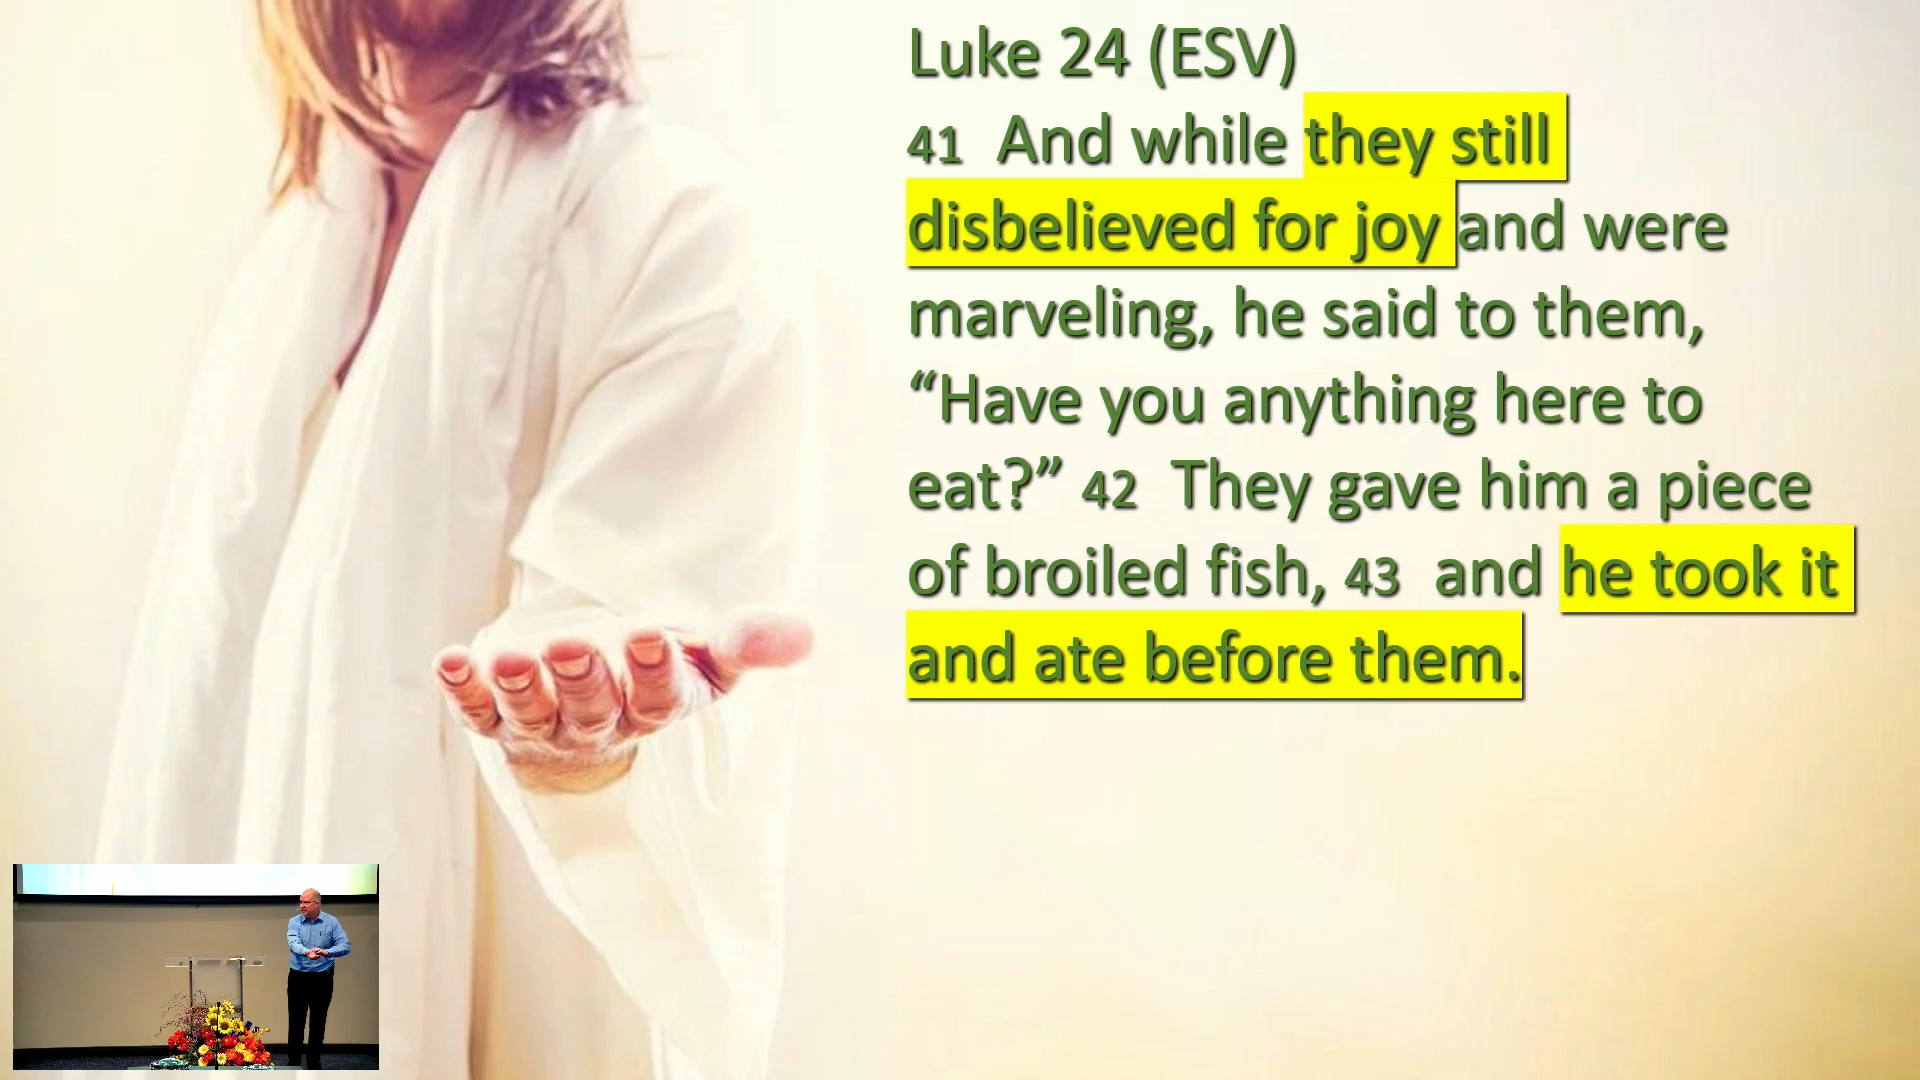 Luke 24 (ESV)
41 And while they still
disbelieved for joy and were
marveling, he said to them,
“Have you anything here to
eat?” 42 They gave him a piece
of broiled fish, 43 and he took it
and ate before them.